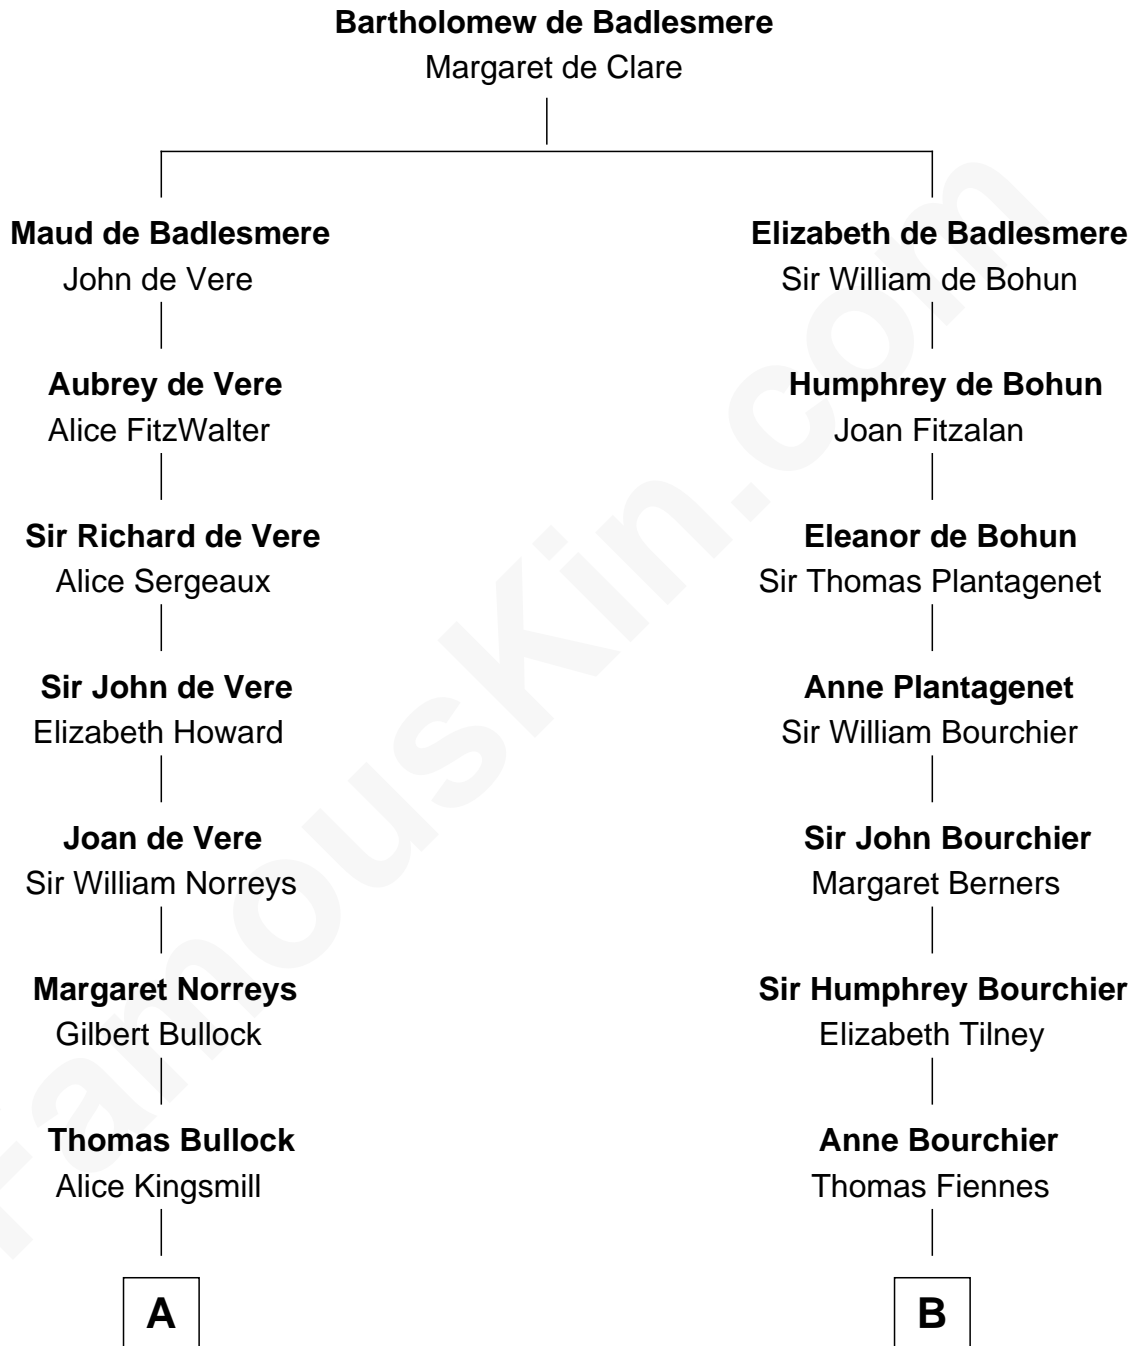 Bartholomew de Badlesmere
Margaret de Clare
Maud de Badlesmere
John de Vere
Elizabeth de Badlesmere
Sir William de Bohun
Aubrey de Vere
Alice FitzWalter
Humphrey de Bohun
Joan Fitzalan
Sir Richard de Vere
Alice Sergeaux
Eleanor de Bohun
Sir Thomas Plantagenet
Sir John de Vere
Elizabeth Howard
Anne Plantagenet
Sir William Bourchier
Joan de Vere
Sir William Norreys
Sir John Bourchier
Margaret Berners
Margaret Norreys
Gilbert Bullock
Sir Humphrey Bourchier
Elizabeth Tilney
Thomas Bullock
Alice Kingsmill
Anne Bourchier
Thomas Fiennes
A
B
FamousKin.com